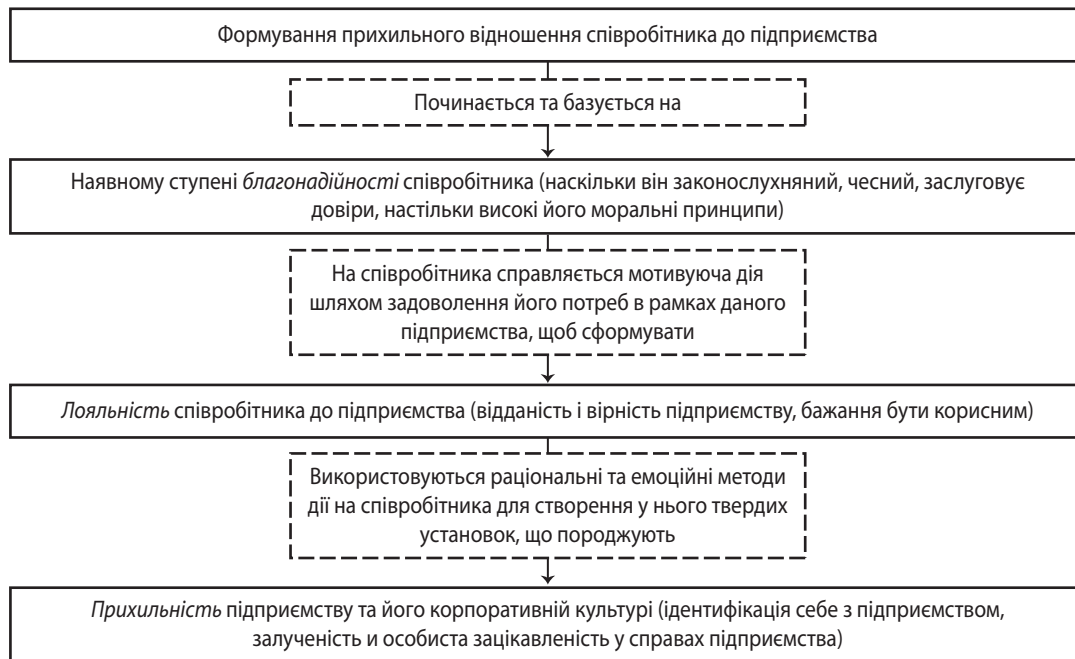 Формування прихильного відношення співробітника до підприємства
Починається та базується на
Наявному ступені благонадійності співробітника (наскільки він законослухняний, чесний, заслуговує
довіри, настільки високі його моральні принципи)
На співробітника справляється мотивуюча дія
шляхом задоволення його потреб в рамках даного
підприємства, щоб сформувати
Лояльність співробітника до підприємства (відданість і вірність підприємству, бажання бути корисним)
Використовуються раціональні та емоційні методи
дії на співробітника для створення у нього твердих
установок, що породжують
Прихильність підприємству та його корпоративній культурі (ідентифікація себе з підприємством,
залученість и особиста зацікавленість у справах підприємства)